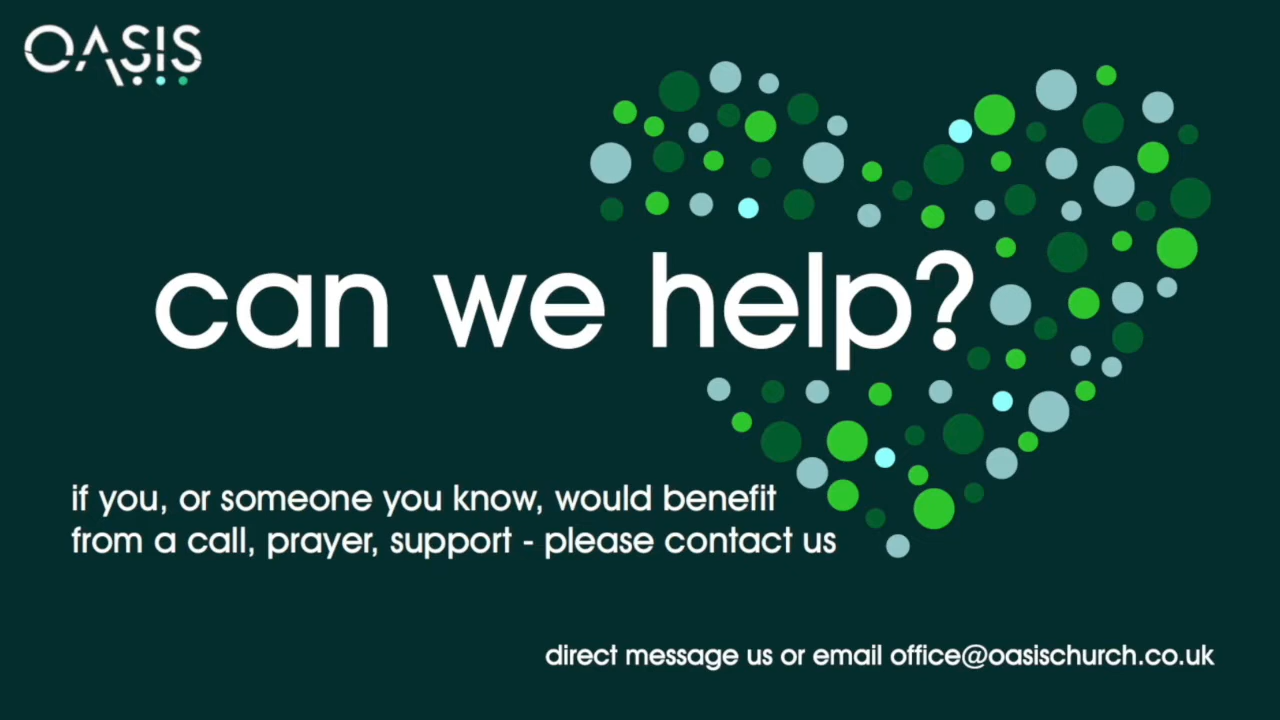 OASIS
can we help?
if you, or someone you know, would benefit
from a call, prayer, support - please contact us
direct message us or email office@oasischurch.co.uk